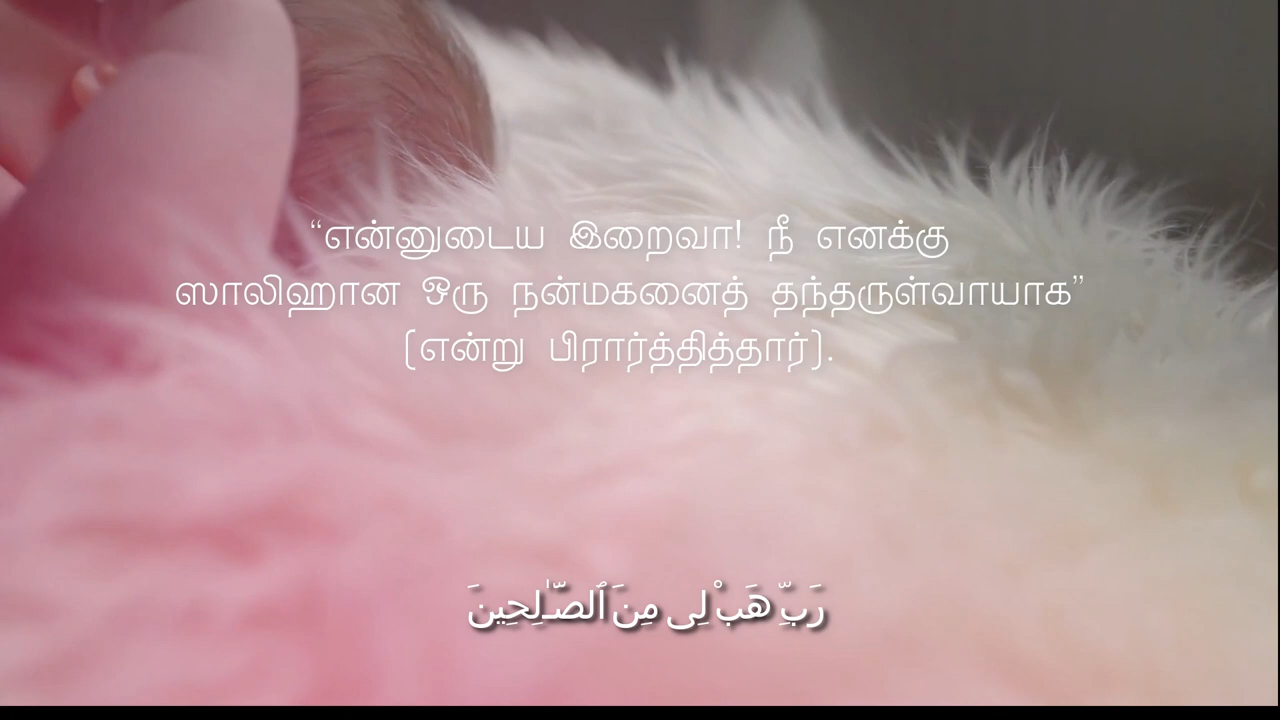 “என்னுடைய இறைவா! நீ எனக்கு
ஸாலிஹான ஒரு நன்மகனைத் தந்தருள்வாயாக”
(என்று பிரார்த்தித்தார்).
رَبِّ هَبْ لِى مِنَ ٱلصَّـٰلِحِينَ